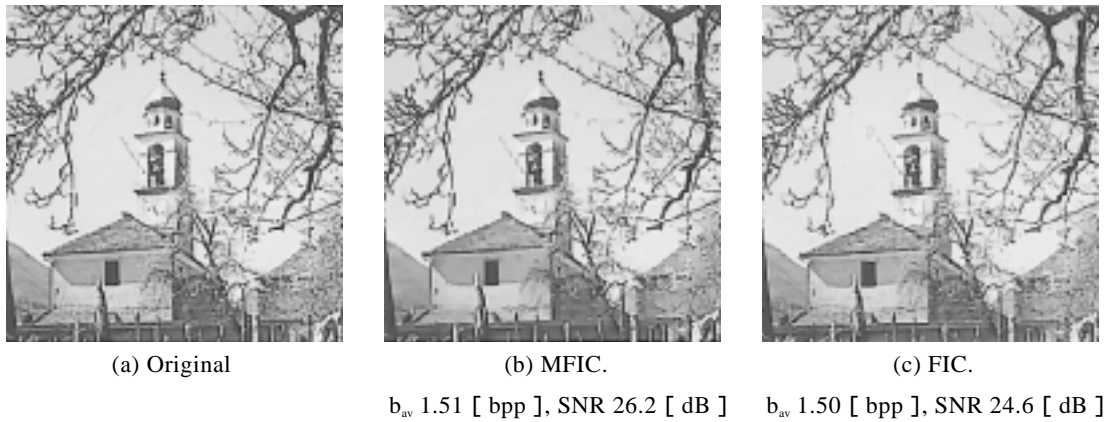 (a) Original
(b) MFIC.
(c) FIC.
b_av 1.51 [ bpp ], SNR 26.2 [ dB ]
b_av 1.50 [ bpp ], SNR 24.6 [ dB ]